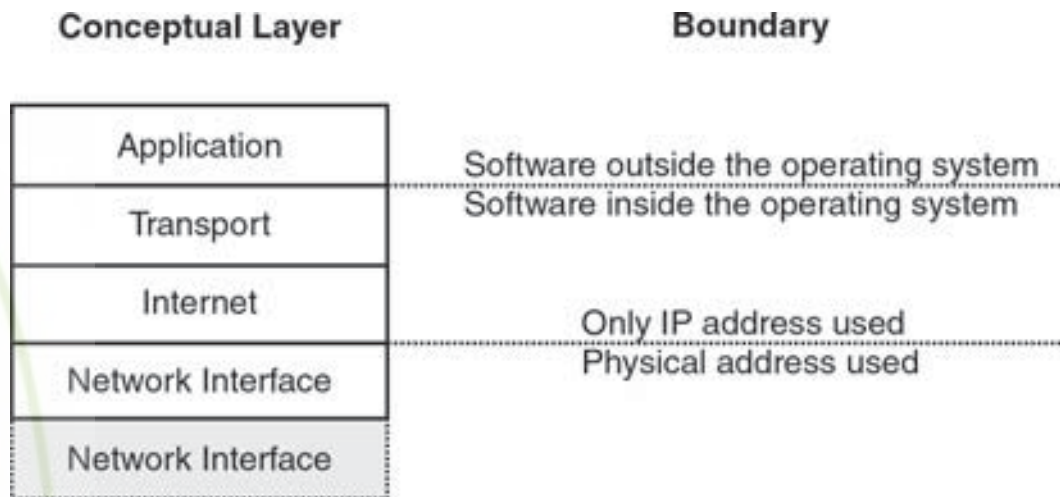 Conceptual Layer
Boundary
Application
Software outside the operating system
Software inside the operating system
Transport
Internet
Only IP address used
Physical address used
Network Interface
Network Interface